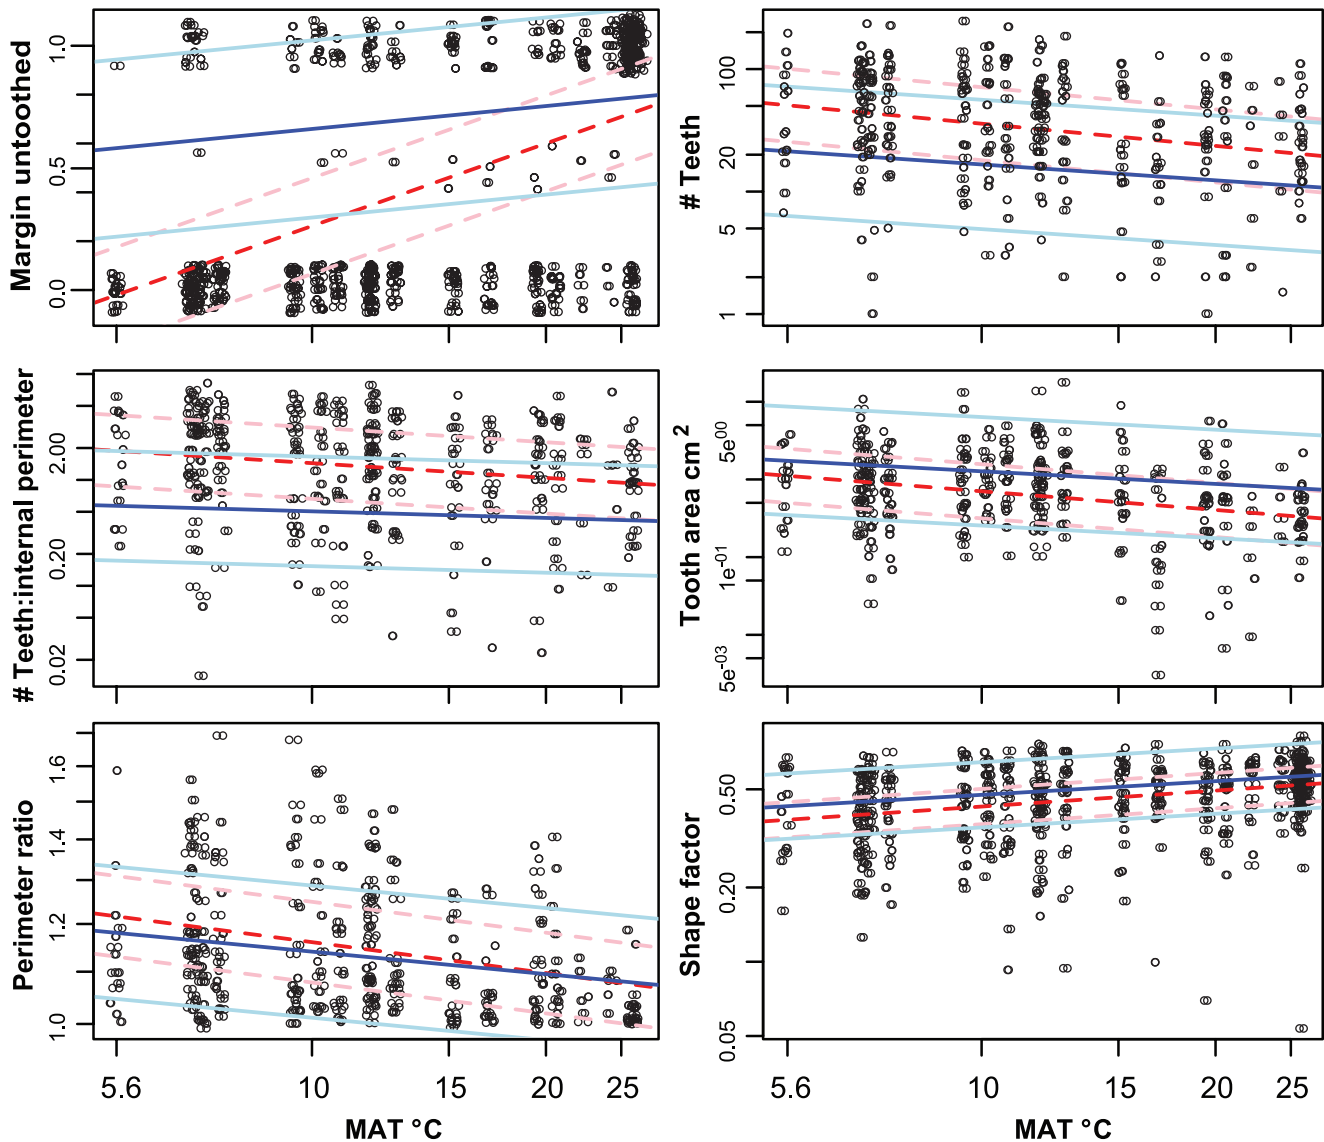 Margin untoothed
1.0
0.5
0.0
# Teeth
100
20
5
1
# Teeth:internal perimeter
2.00
0.20
0.02
Tooth area cm 2
5e00
1e-01
5e-03
Perimeter ratio
1.6
1.4
1.2
1.0
Shape factor
0.50
0.20
0.05
5.6 10 15 20 25
MAT °C
5.6 10 15 20 25
MAT °C